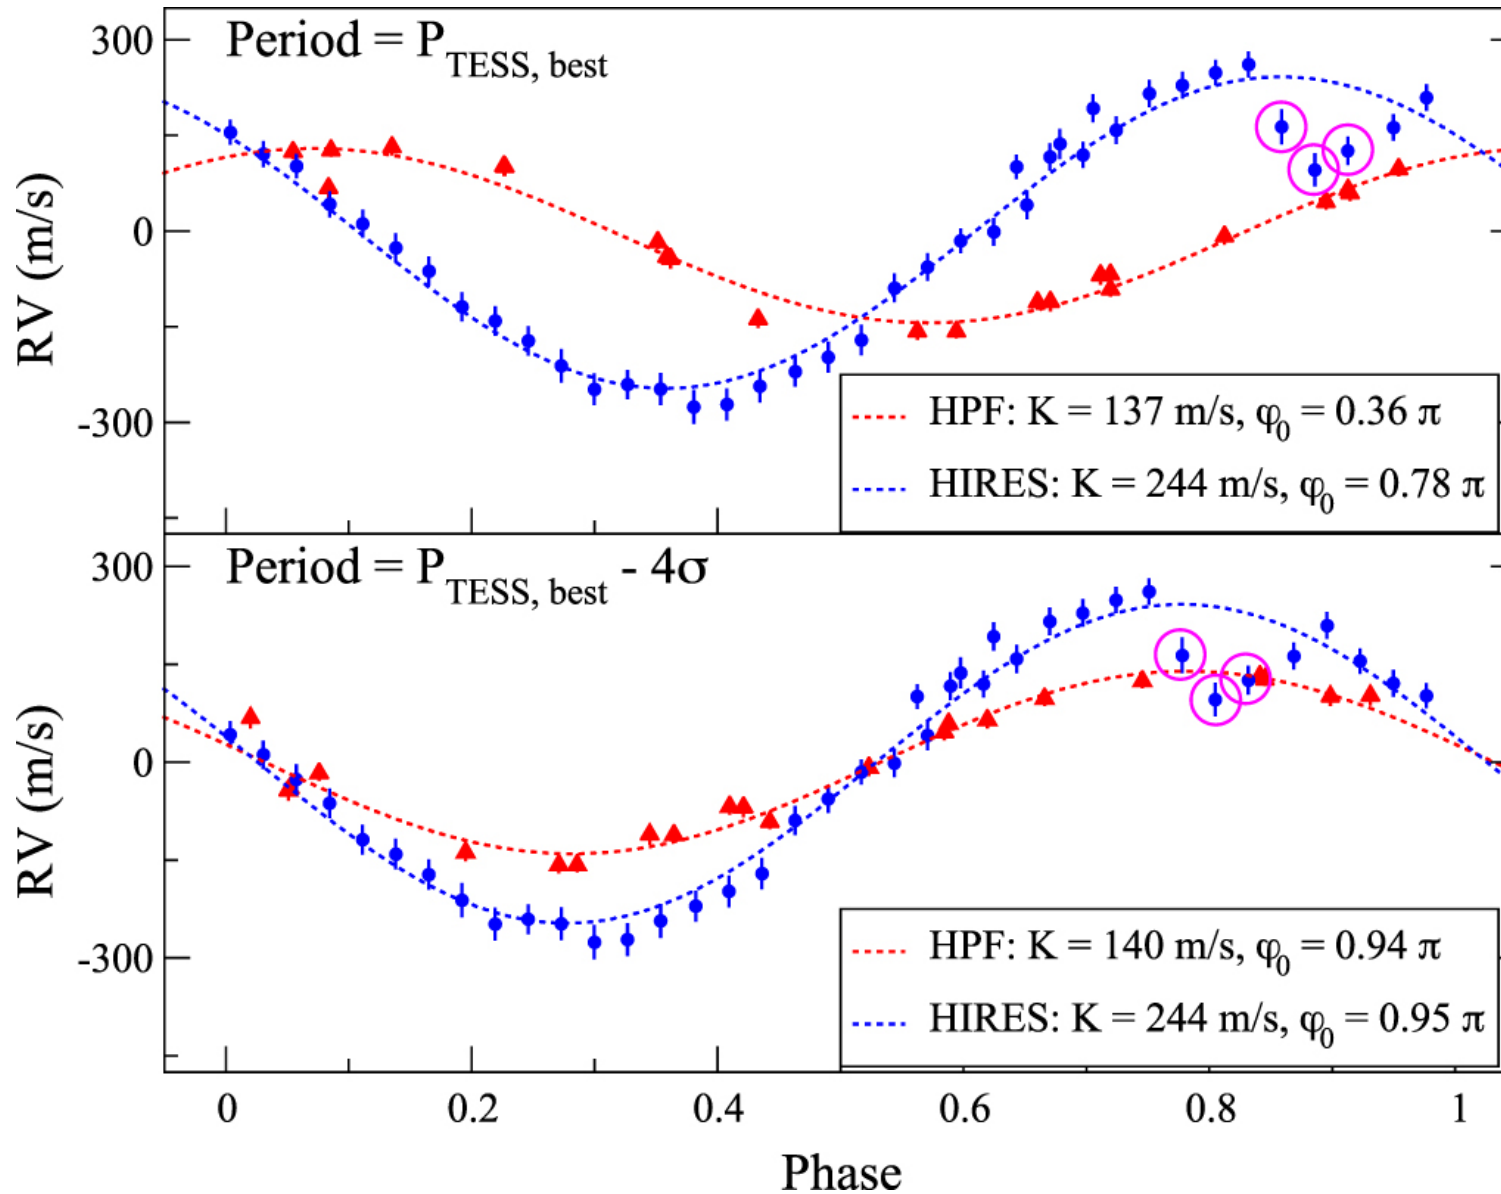 Period = P TESS, best
300
0
-300
RV (m/s)
HPF: K = 137 m/s, φ0 = 0.36 π
HIRES: K = 244 m/s, φ0 = 0.78 π
Period = P TESS, best - 4σ
300
0
-300
RV (m/s)
HPF: K = 140 m/s, φ0 = 0.94 π
HIRES: K = 244 m/s, φ0 = 0.95 π
0 0.2 0.4 0.6 0.8 1
Phase